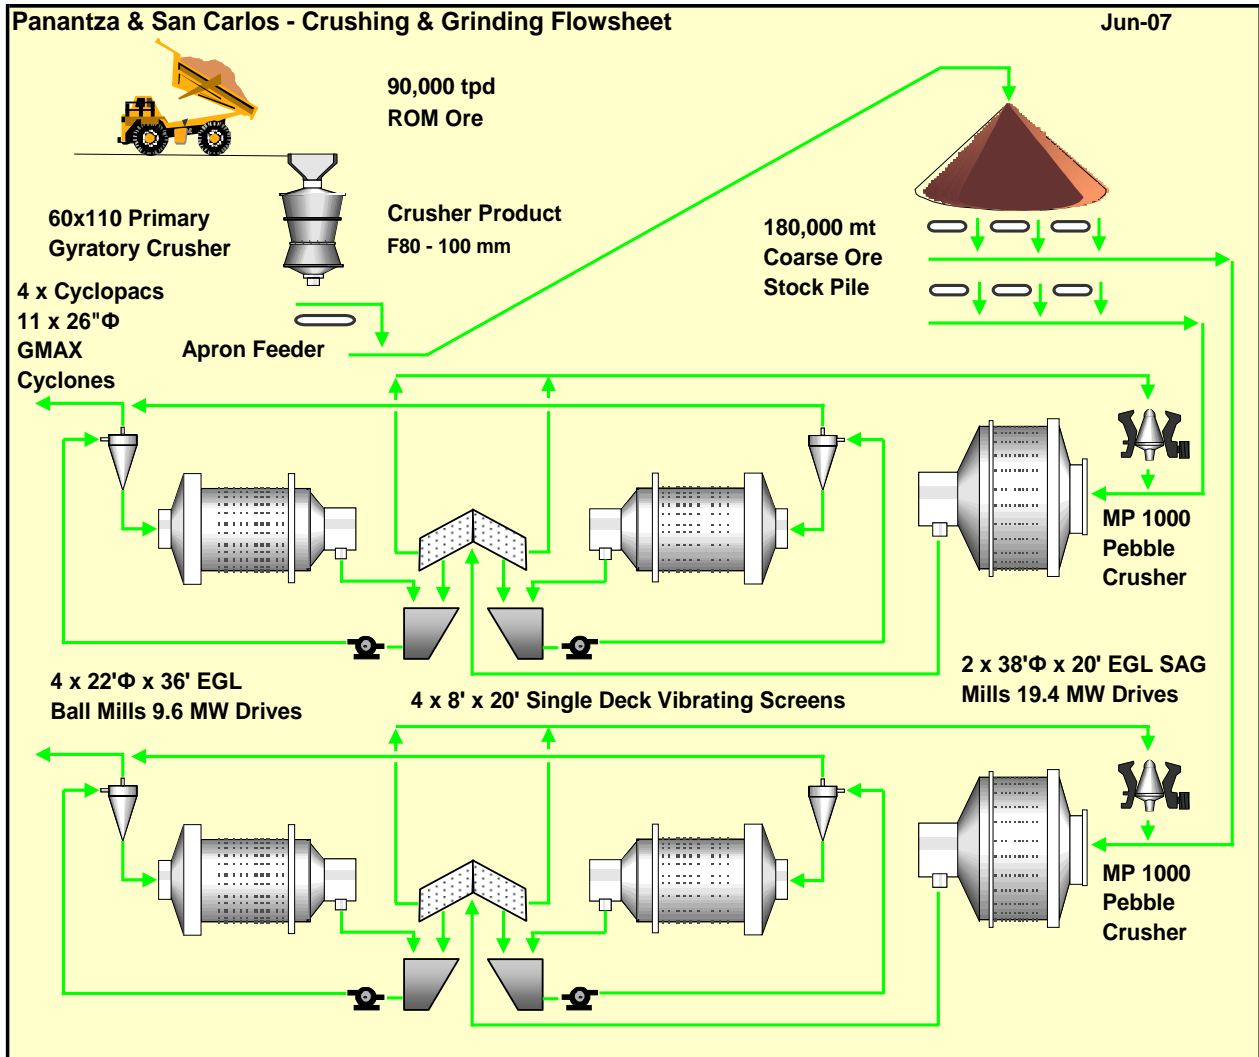 Panantza & San Carlos - Crushing & Grinding Flowsheet
Jun-07
90,000 tpd
ROM Ore
60x110 Primary
Gyratory Crusher
Crusher Product
F80 - 100 mm
180,000 mt
Coarse Ore
Stock Pile
4 x Cyclopacs
11 x 26"Φ
GMAX
Cyclones
Apron Feeder
MP 1000
Pebble
Crusher
4 x 22'Φ x 36' EGL
Ball Mills 9.6 MW Drives
4 x 8' x 20' Single Deck Vibrating Screens
2 x 38'Φ x 20' EGL SAG
Mills 19.4 MW Drives
MP 1000
Pebble
Crusher